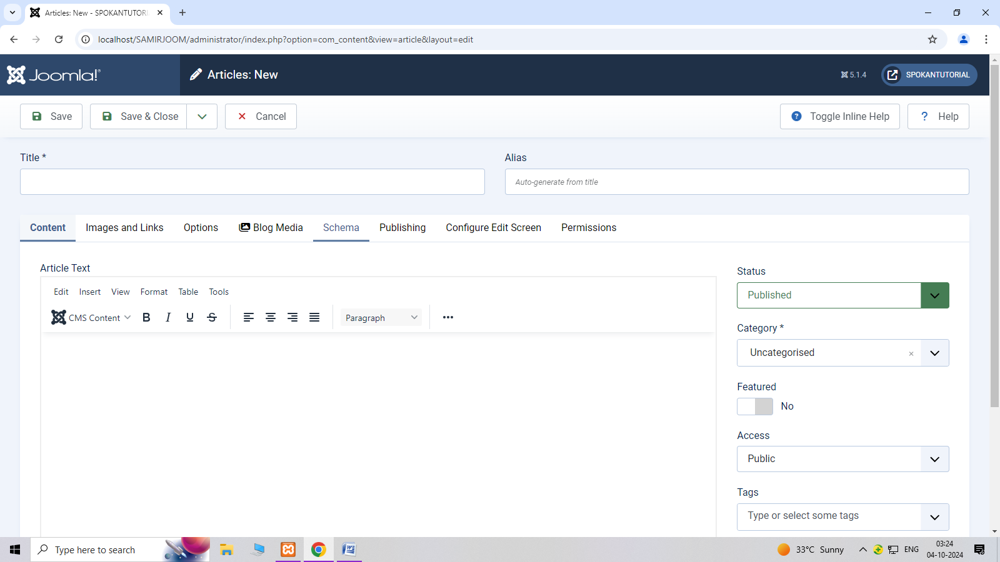 Articles: New - SPOKANTUTORI
localhost/SAMIRJOOM/administrator/index.php?option=com_content&view=article&layout=edit
Joomla!® Articles: New 5.1.4 SPOKANTUTORIAL
Save Save & Close Cancel Toggle Inline Help ? Help
Title * Alias
Auto-generate from title
Content Images and Links Options Blog Media Schema Publishing Configure Edit Screen Permissions
Article Text
Status
Edit Insert View Format Table Tools
Published
CMS Content B I U S Paragraph
Category *
Uncategorised
Featured
No
Access
Public
Tags
Type or select some tags
Type here to search 33°C Sunny ENG 03:24
04-10-2024